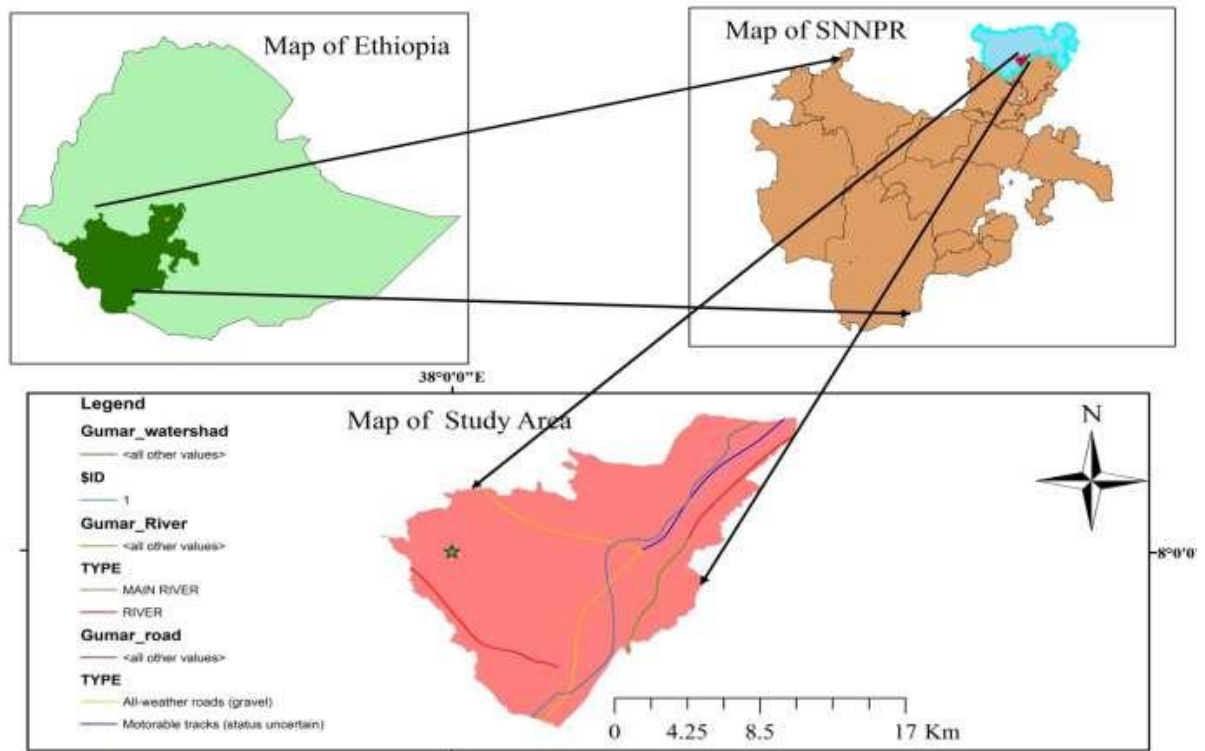 Map of Ethiopia
Map of SNNPR
38°0'0"E
Legend
Gumar_watershad
<all other values>
$ID
1
Gumar_River
<all other values>
TYPE
MAIN RIVER
RIVER
Gumar_road
<all other values>
TYPE
All-weather roads (gravel)
Motorable tracks (status uncertain)
Map of Study Area
N
8°0'0
0 4.25 8.5 17 Km